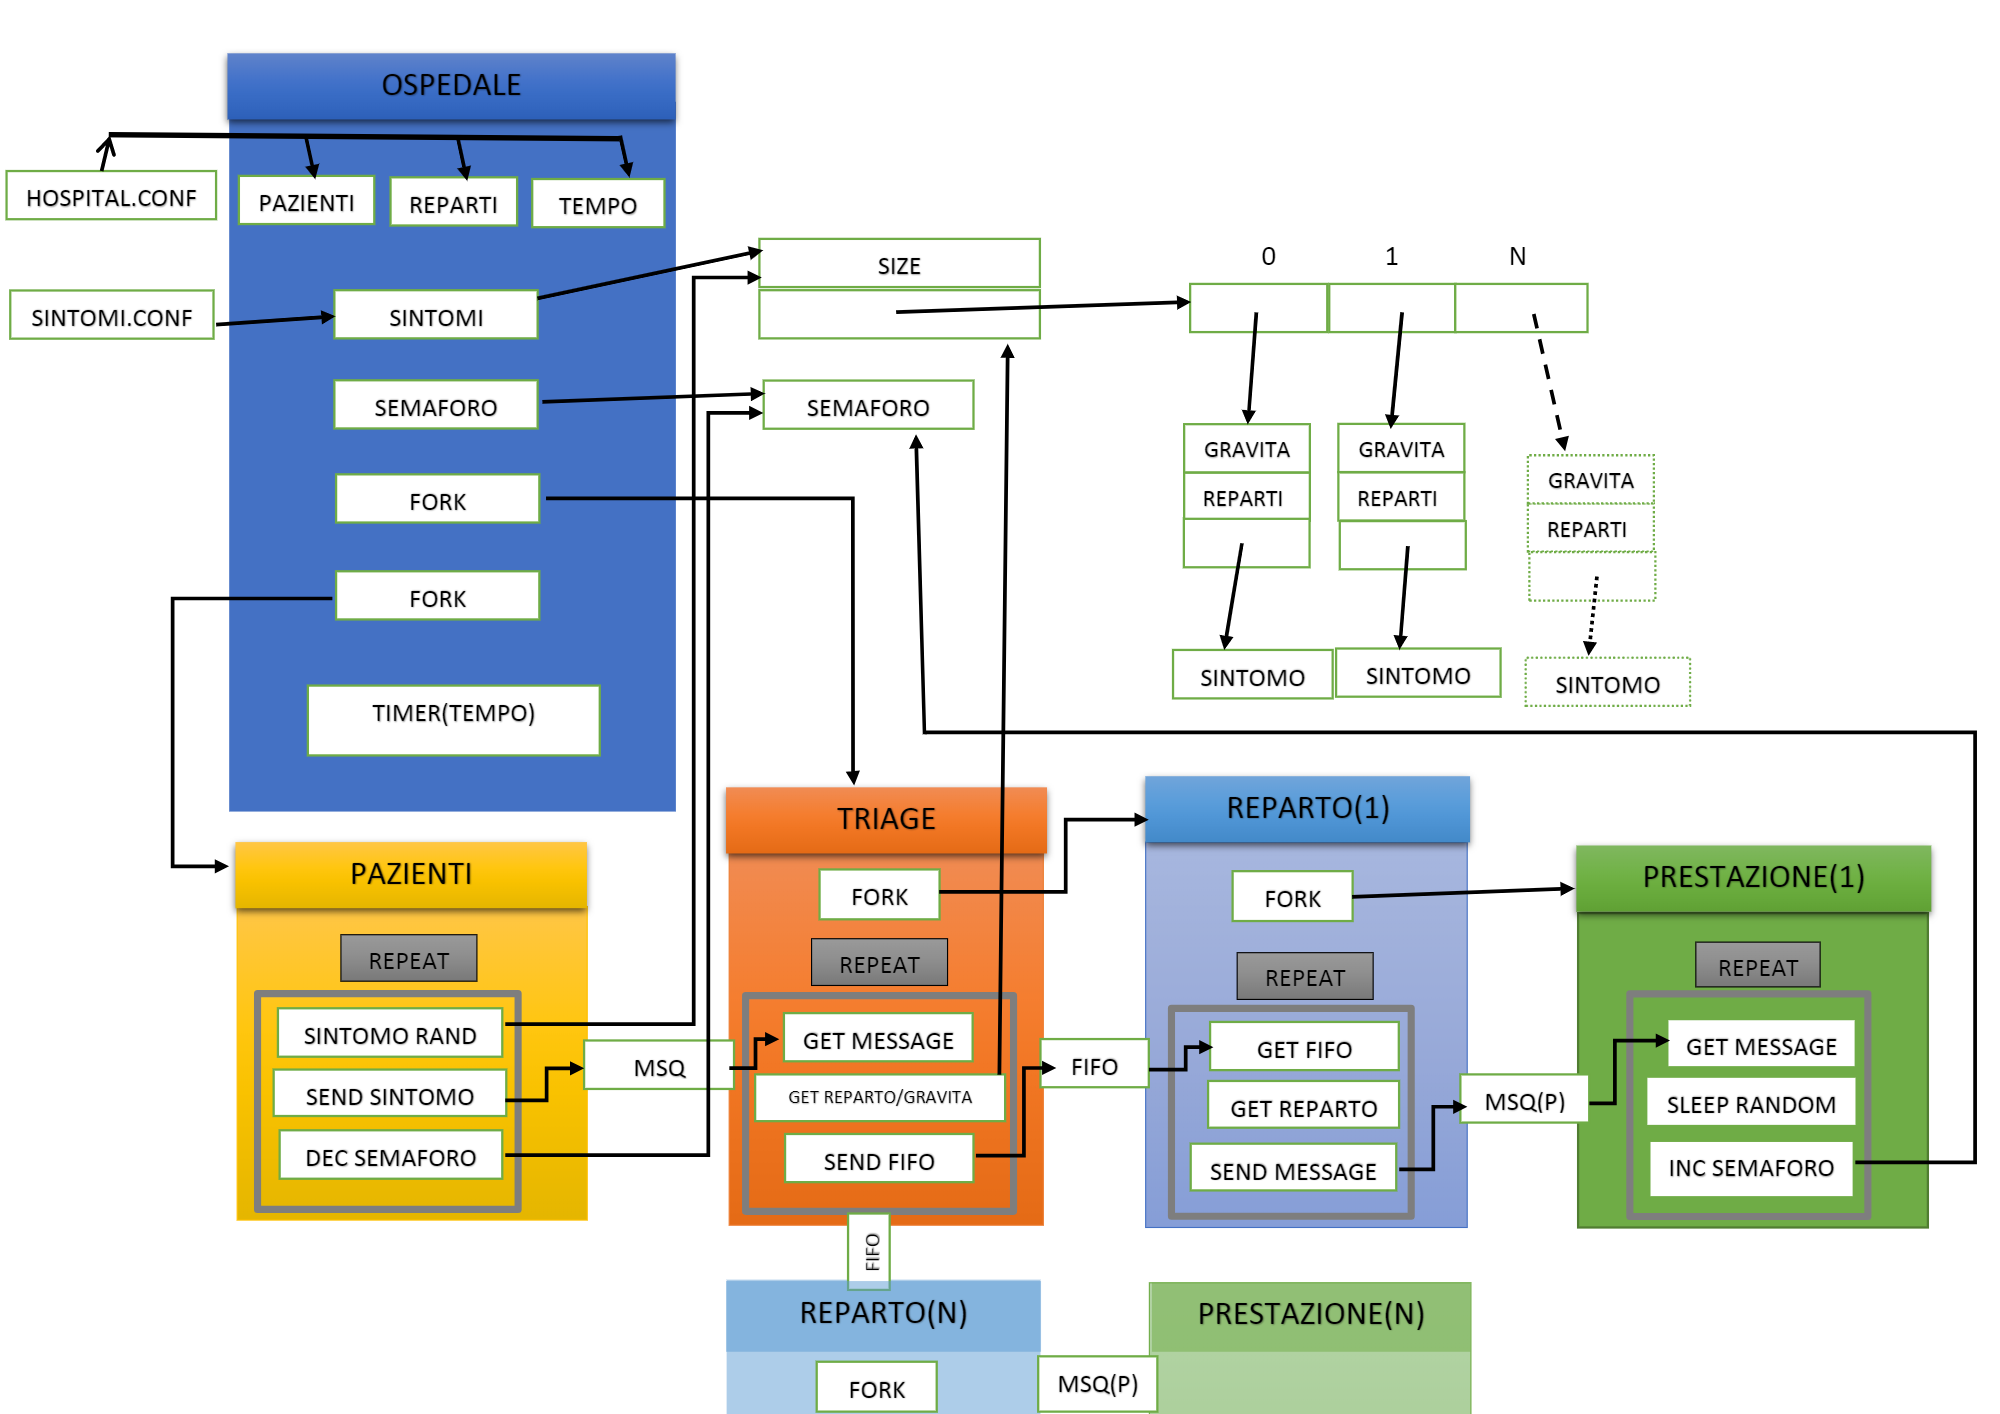 OSPEDALE
HOSPITAL.CONF
PAZIENTI
REPARTI
TEMPO
SINTOMI.CONF
SINTOMI
SEMAFORO
FORK
FORK
TIMER(TEMPO)
SIZE
SEMAFORO
0 1 N
GRAVITA
REPARTI
SINTOMO
GRAVITA
REPARTI
SINTOMO
GRAVITA
REPARTI
SINTOMO
PAZIENTI
REPEAT
SINTOMO RAND
SEND SINTOMO
DEC SEMAFORO
MSQ
TRIAGE
FORK
REPEAT
GET MESSAGE
GET REPARTO/GRAVITA
SEND FIFO
FIFO
REPARTO(1)
FORK
REPEAT
GET FIFO
GET REPARTO
SEND MESSAGE
MSQ(P)
PRESTAZIONE(1)
REPEAT
GET MESSAGE
SLEEP RANDOM
INC SEMAFORO
FIFO
REPARTO(N)
FORK
MSQ(P)
PRESTAZIONE(N)